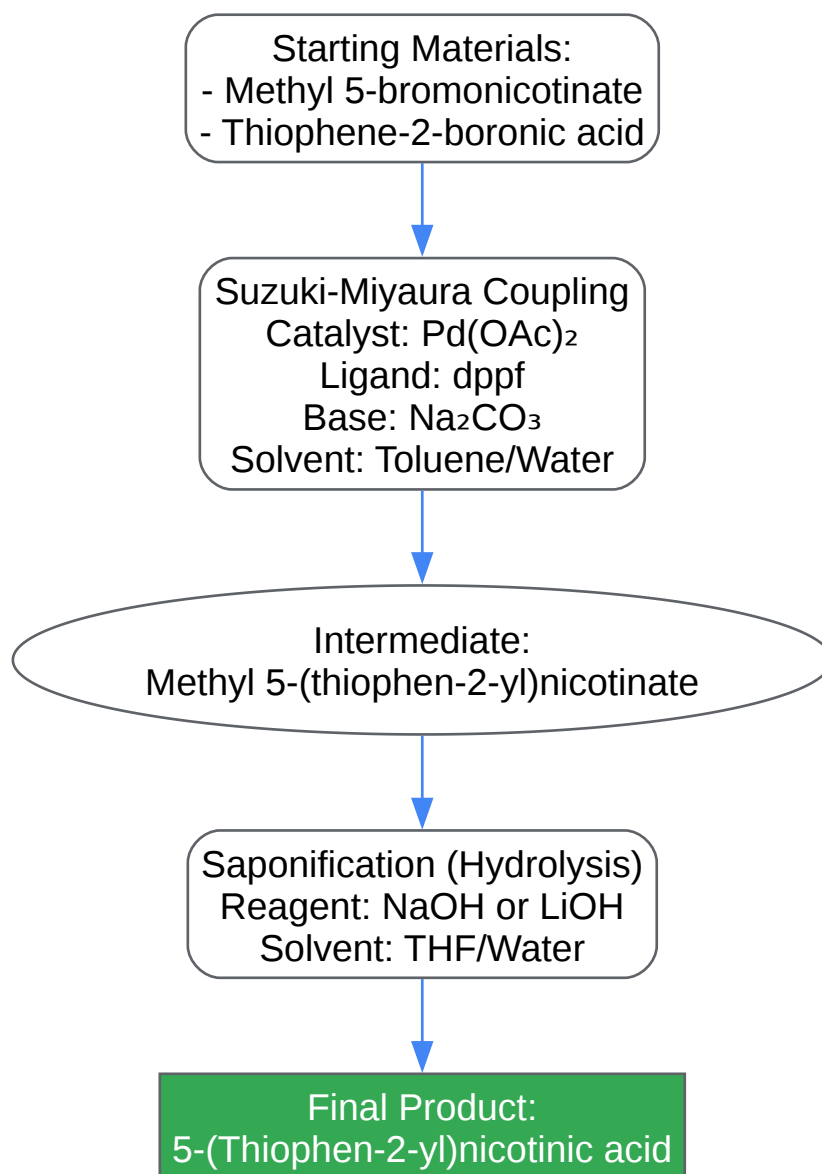 Starting Materials:
- Methyl 5-bromonicotinate
- Thiophene-2-boronic acid
Suzuki-Miyaura Coupling
Catalyst: Pd(OAc)₂
Ligand: dppf
Base: Na₂CO₃
Solvent: Toluene/Water
Intermediate:
Methyl 5-(thiophen-2-yl)nicotinate
Saponification (Hydrolysis)
Reagent: NaOH or LiOH
Solvent: THF/Water
Final Product:
5-(Thiophen-2-yl)nicotinic acid